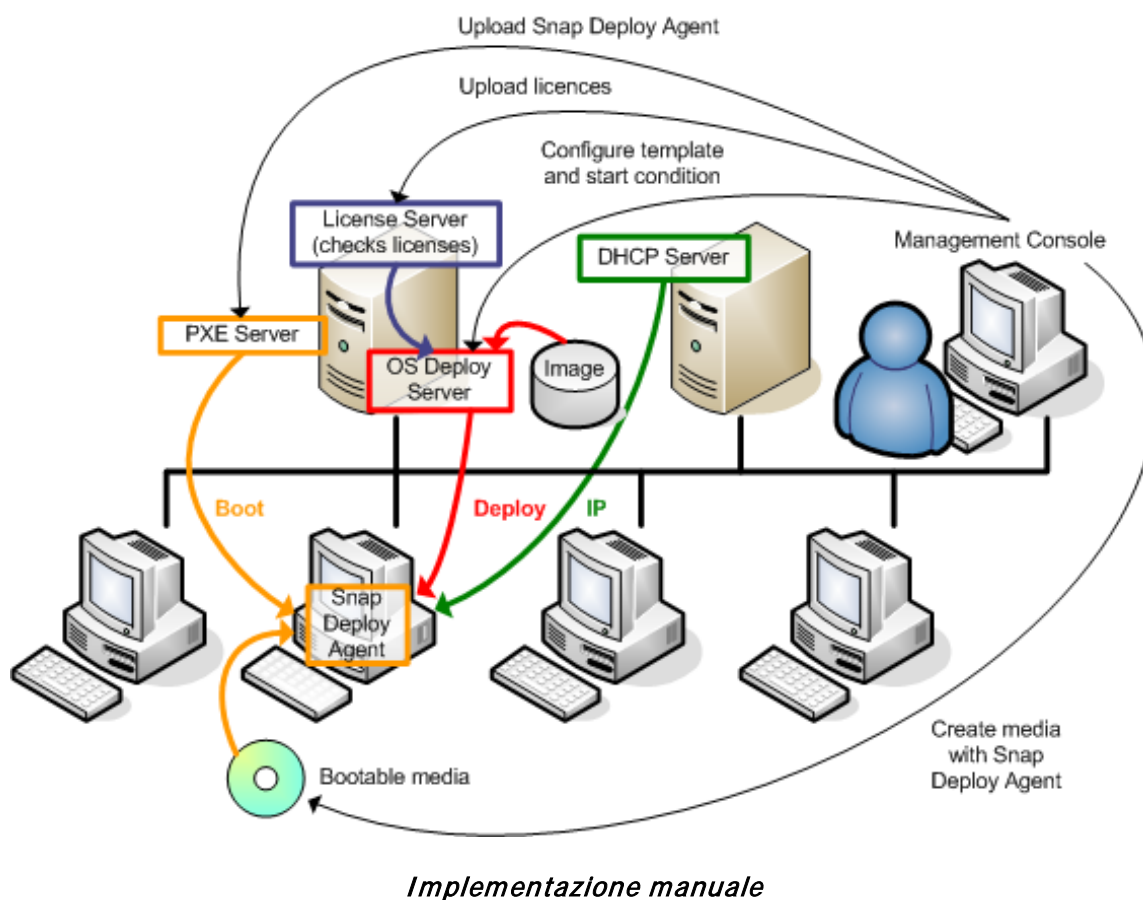 Upload Snap Deploy Agent
Upload licences
Configure template
and start condition
License Server
(checks licenses)
DHCP Server
Management Console
PXE Server
OS Deploy
Server
Image
Boot
Deploy
IP
Snap
Deploy
Agent
Create media
with Snap
Deploy Agent
Bootable media
Implementazione manuale